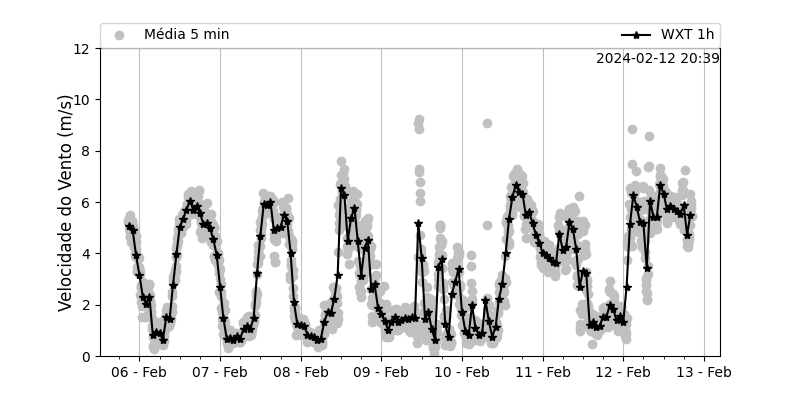 Média 5 min
WXT 1h
2024-02-12 20:39
Velocidade do Vento (m/s)
12
10
8
6
4
2
0
06 - Feb 07 - Feb 08 - Feb 09 - Feb 10 - Feb 11 - Feb 12 - Feb 13 - Feb